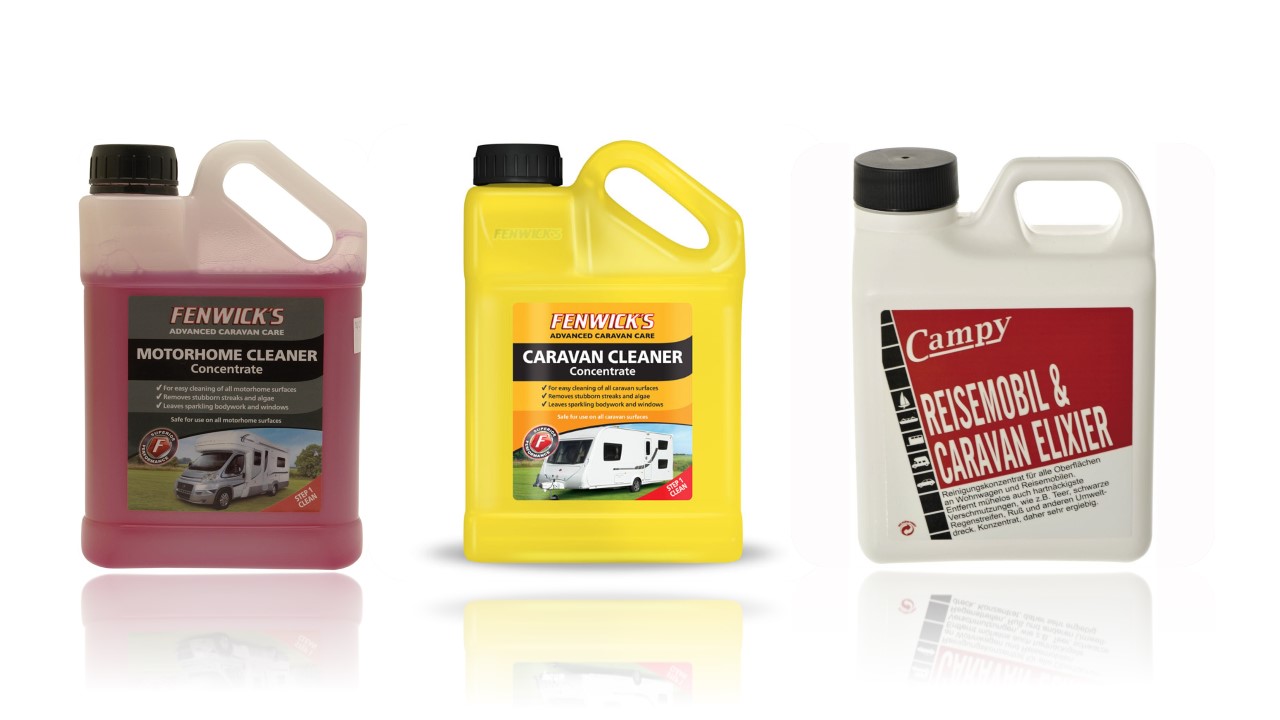 FENWICK'S
ADVANCED CARAVAN CARE
MOTORHOME CLEANER
Concentrate
✓ For easy cleaning of all motorhome surfaces
✓ Removes stubborn streaks and algae
✓ Leaves sparkling bodywork and windows
Safe for use on all motorhome surfaces
SUPERIOR
F
PERFORMANCE
STEP 1
CLEAN
FENWICK'S
FENWICK'S
ADVANCED CARAVAN CARE
CARAVAN CLEANER
Concentrate
✓ For easy cleaning of all caravan surfaces
✓ Removes stubborn streaks and algae
✓ Leaves sparkling bodywork and windows
Safe for use on all caravan surfaces
SUPERIOR
F
PERFORMANCE
STEP 1
CLEAN
Campy
REISEMOBIL &
CARAVAN ELIXIER
Reinigungskonzentrat für alle Oberflächen
an Wohnwagen und Reisemobilen.
Entfernt mühelos auch hartnäckigste
Verschmutzungen, wie z.B. Teer, schwarze
Regenstreifen, Ruß und anderen Umwelt-
dreck. Konzentrat, daher sehr ergiebig.